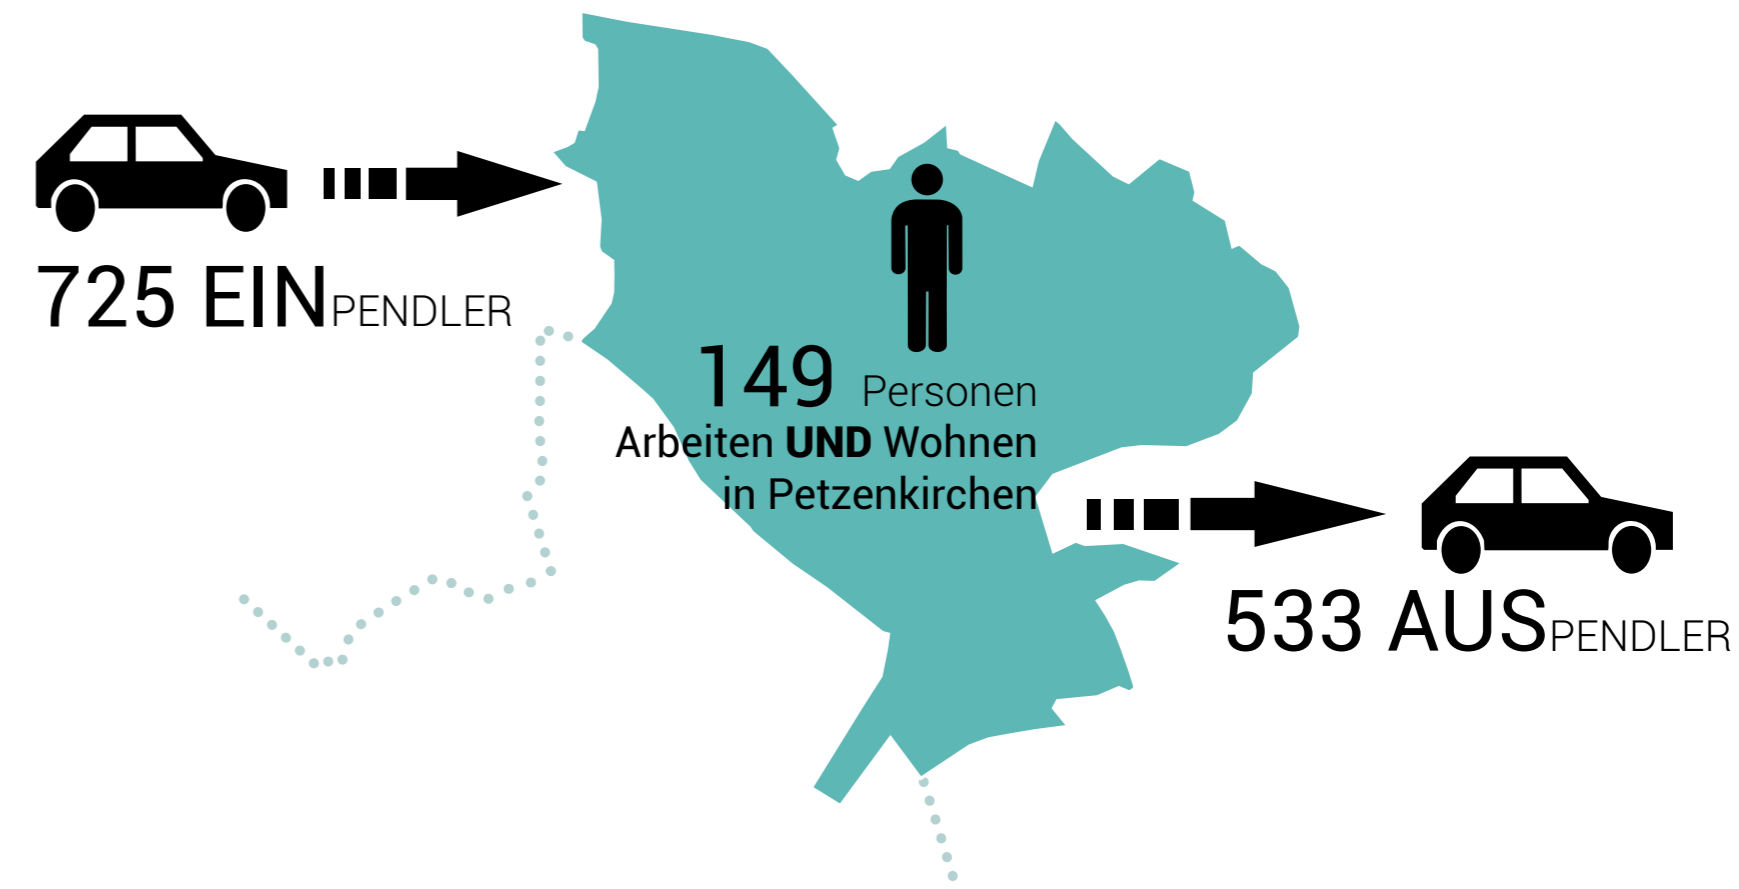 725 EINPENDLER
149 Personen
Arbeiten UND Wohnen
in Petzenkirchen
533 AUSPENDLER